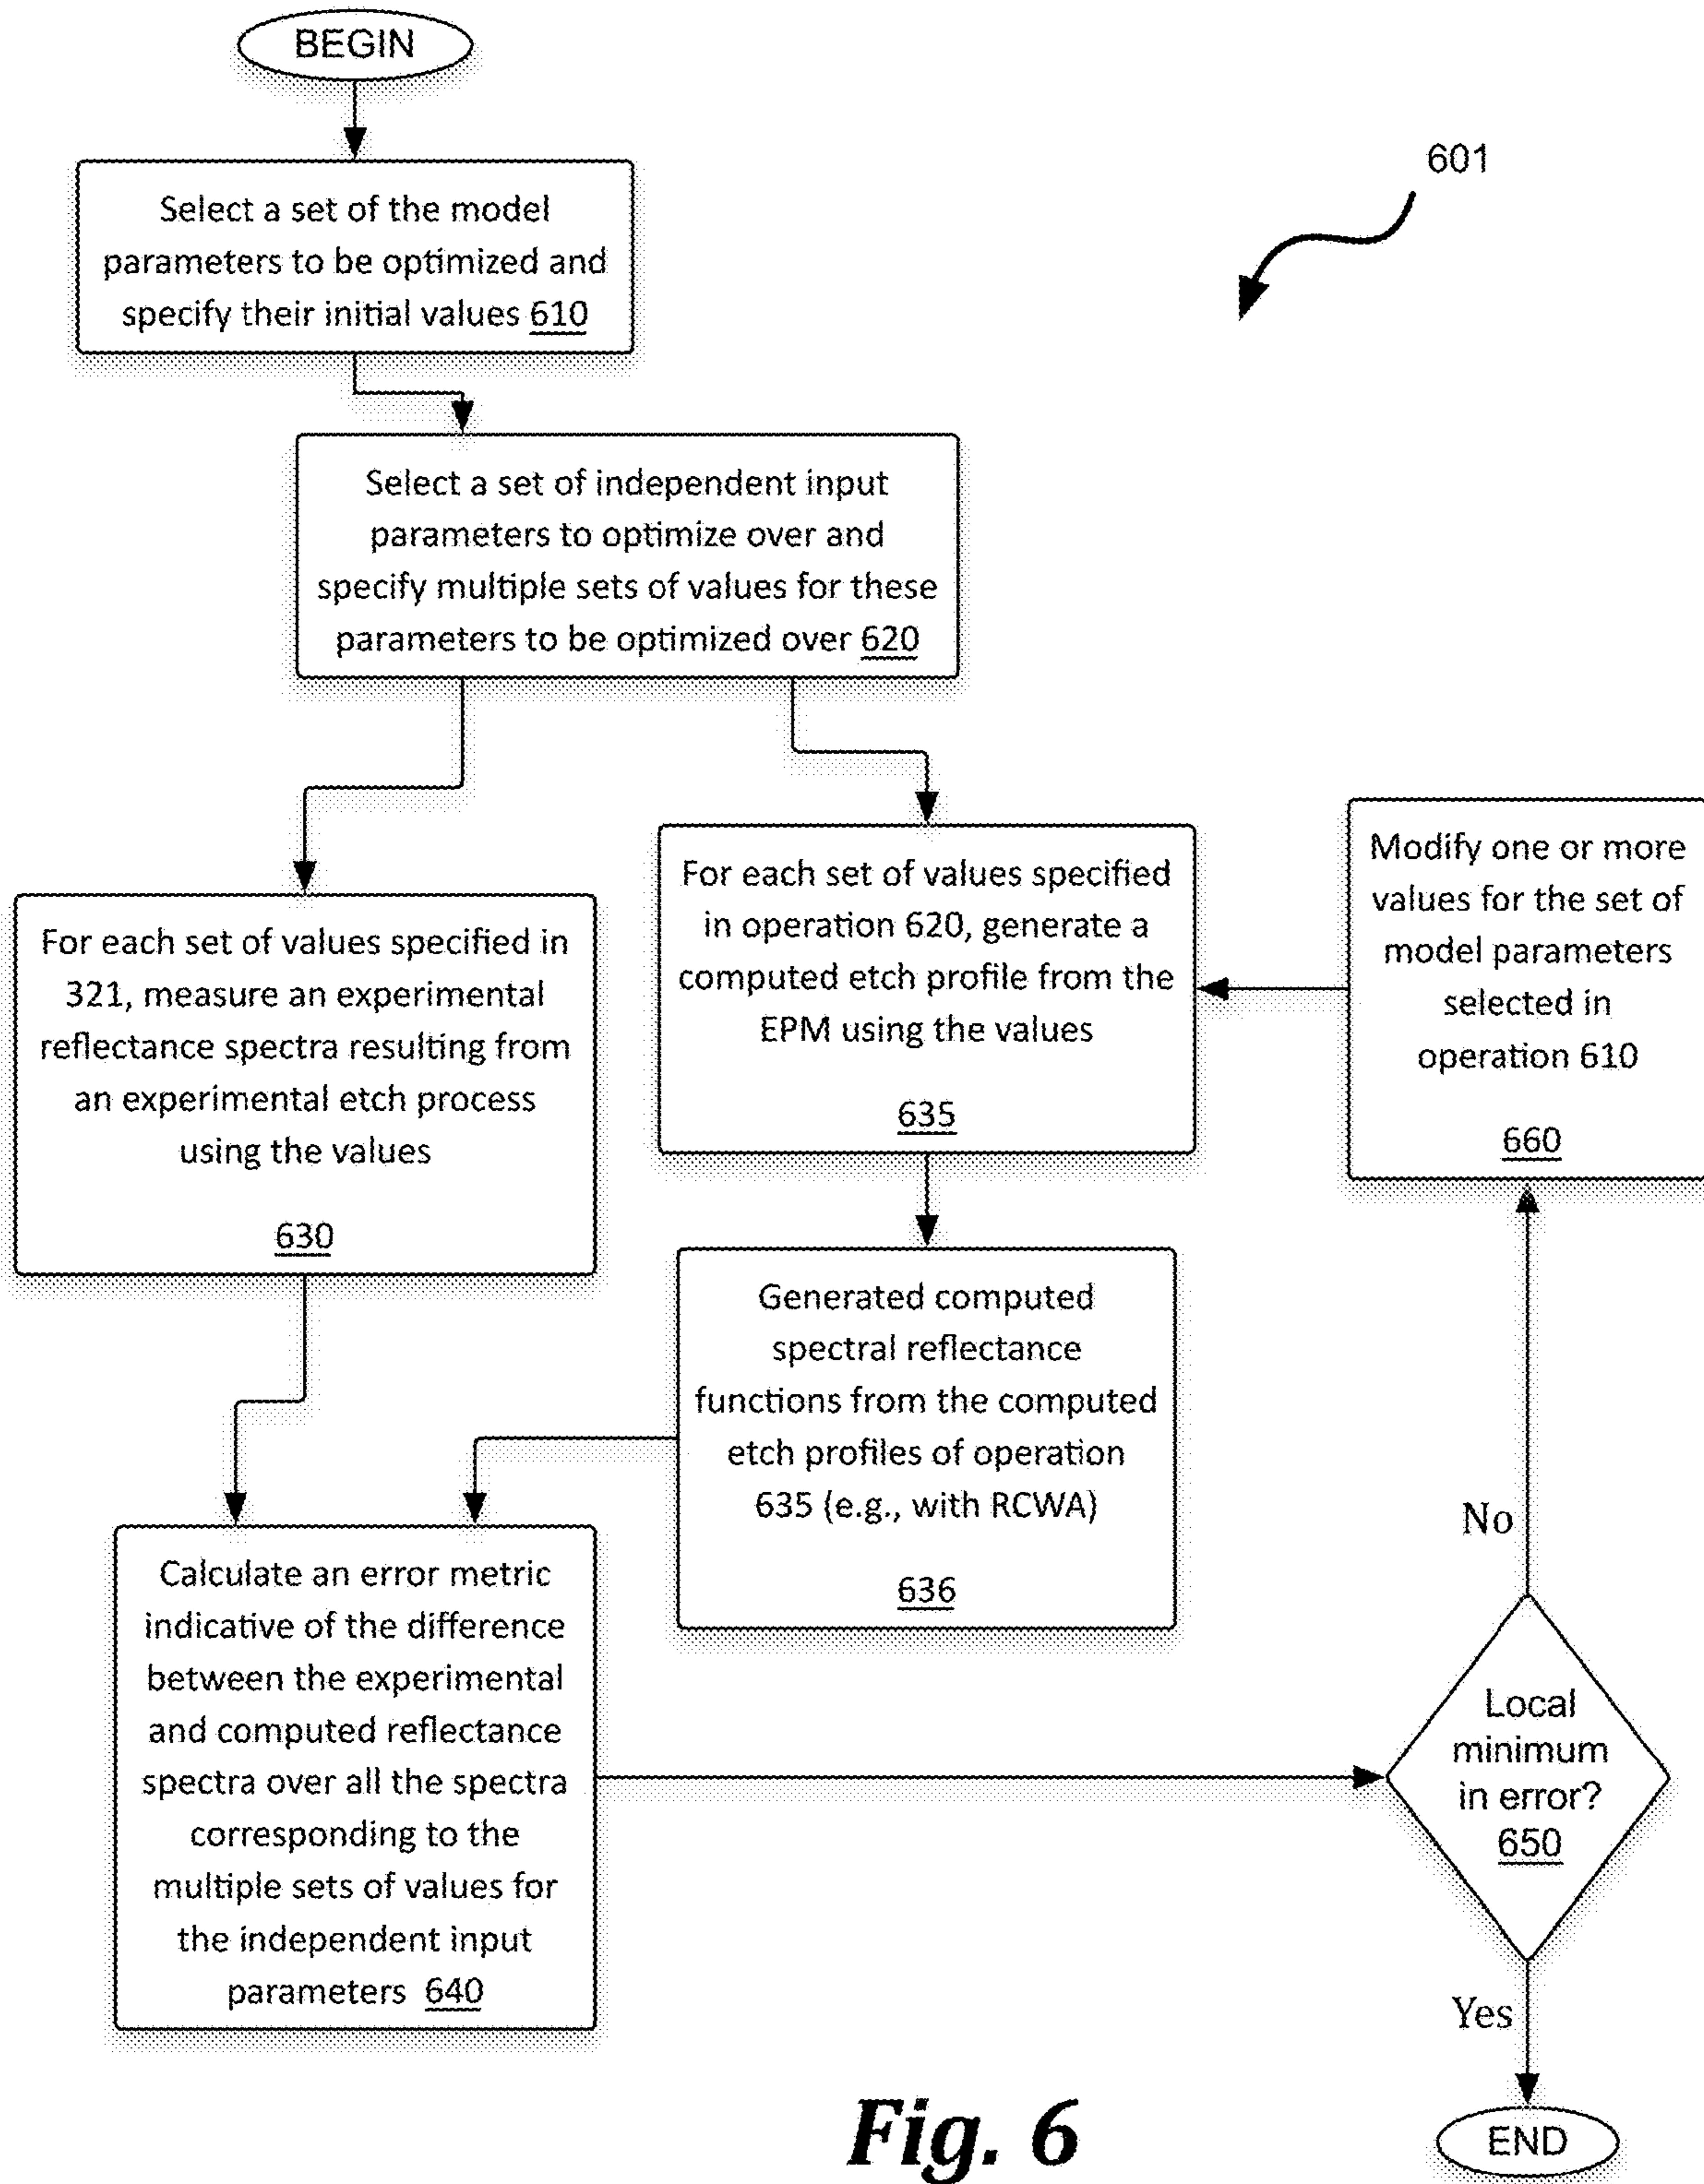 BEGIN
601
Select a set of the model
parameters to be optimized and
specify their initial values 610
Select a set of independent input
parameters to optimize over and
specify multiple sets of values for these
parameters to be optimized over 620
For each set of values specified in
321, measure an experimental
reflectance spectra resulting from
an experimental etch process
using the values
630
For each set of values specified
in operation 620, generate a
computed etch profile from the
EPM using the values
635
Modify one or more
values for the set of
model parameters
selected in
operation 610
660
Generated computed
spectral reflectance
functions from the computed
etch profiles of operation
635 (e.g., with RCWA)
636
Calculate an error metric
indicative of the difference
between the experimental
and computed reflectance
spectra over all the spectra
corresponding to the
multiple sets of values for
the independent input
parameters 640
No
Local
minimum
in error?
650
Yes
END
Fig. 6